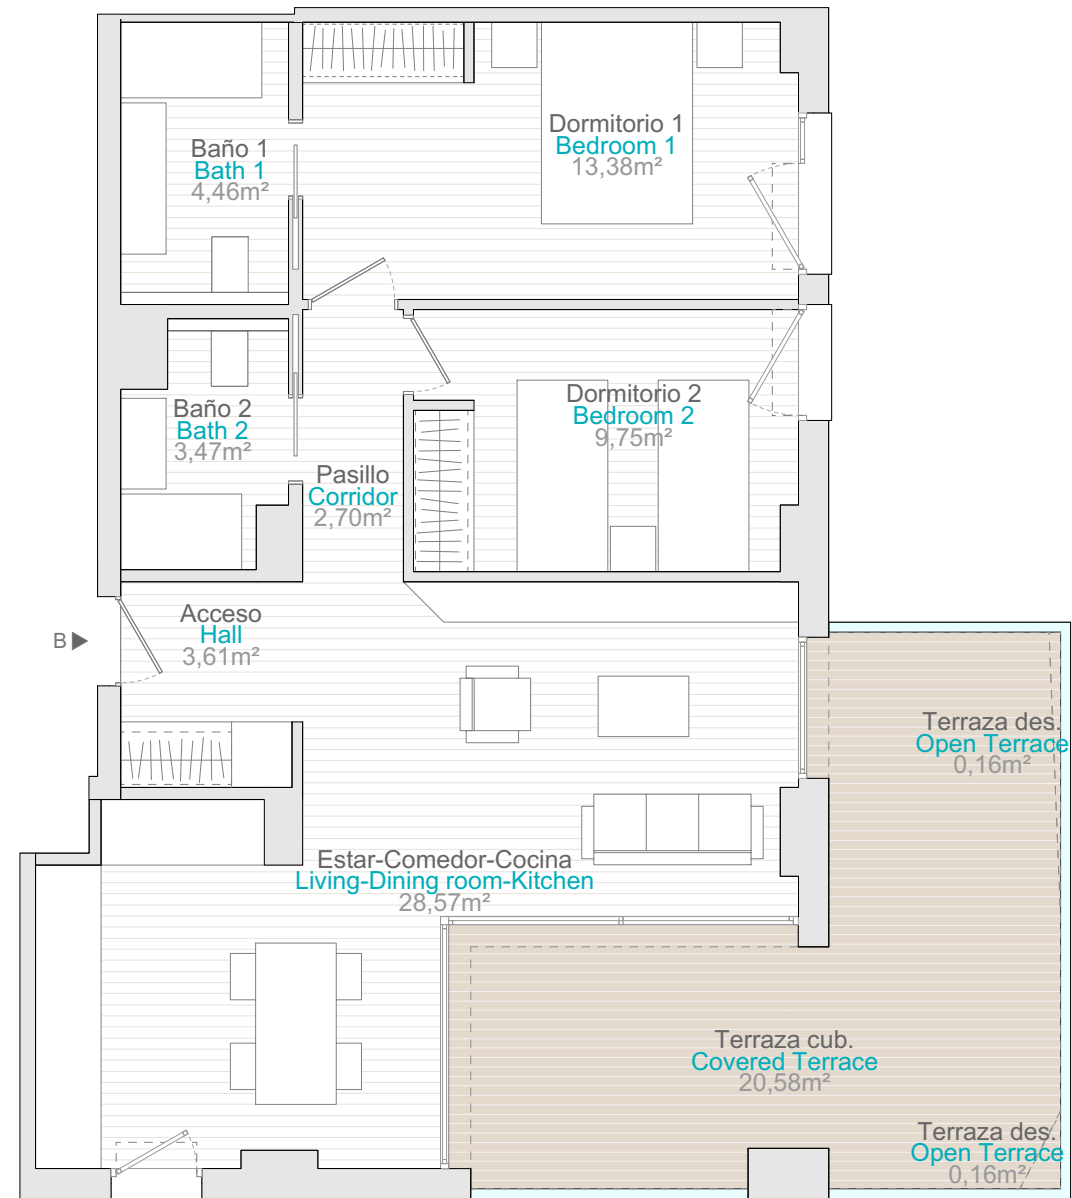 Dormitorio 1
Bedroom 1
13,38m²
Baño 1
Bath 1
4,46m²
Dormitorio 2
Bedroom 2
9,75m²
Baño 2
Bath 2
3,47m²
Pasillo
Corridor
2,70m²
Acceso
Hall
3,61m²
B
Terraza des.
Open Terrace
0,16m²
Estar-Comedor-Cocina
Living-Dining room-Kitchen
28,57m²
Terraza cub.
Covered Terrace
20,58m²
Terraza des.
Open Terrace
0,16m²